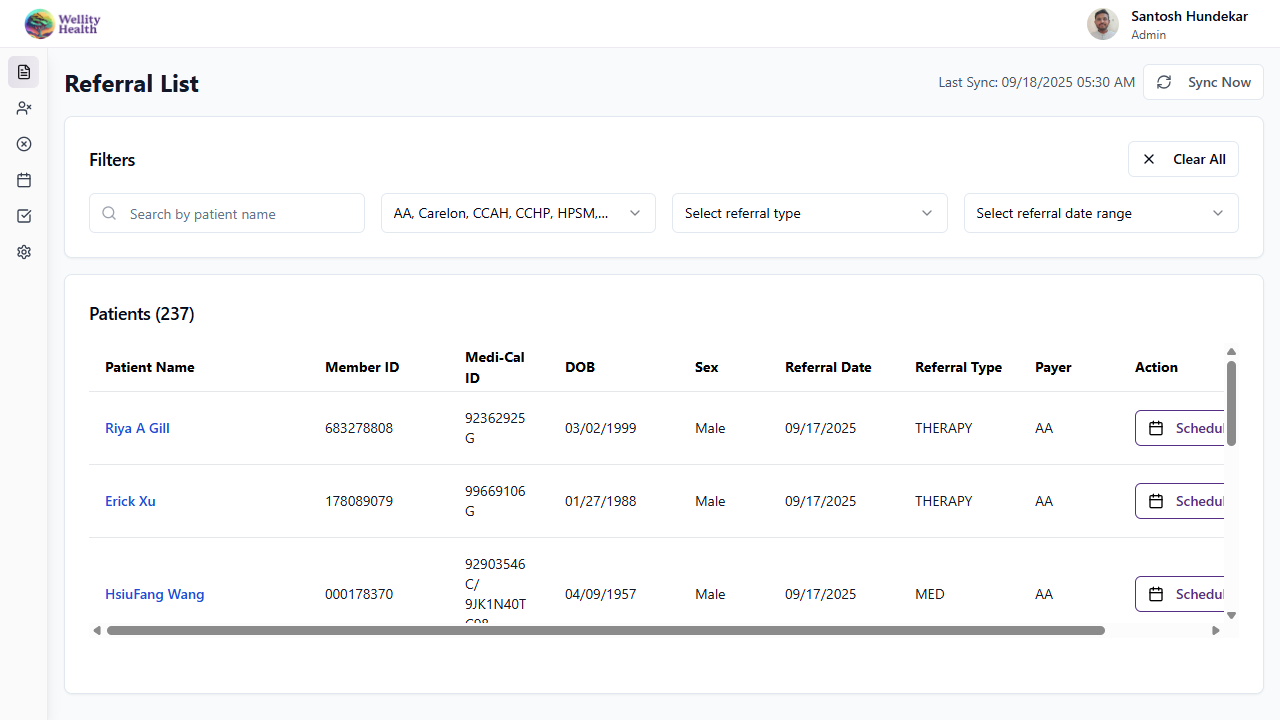 Wellity
Health
Santosh Hundekar
Admin
Referral List
Last Sync: 09/18/2025 05:30 AM
Sync Now
Filters
Clear All
Search by patient name
AA, Carelon, CCAH, CCHP, HPSM,...
Select referral type
Select referral date range
Patients (237)
Patient Name Member ID Medi-Cal ID DOB Sex Referral Date Referral Type Payer Action
Riya A Gill 683278808 92362925
G 03/02/1999 Male 09/17/2025 THERAPY AA Schedul
Erick Xu 178089079 99669106
G 01/27/1988 Male 09/17/2025 THERAPY AA Schedul
HsiuFang Wang 000178370 92903546
C/
9JK1N40T 04/09/1957 Male 09/17/2025 MED AA Schedul